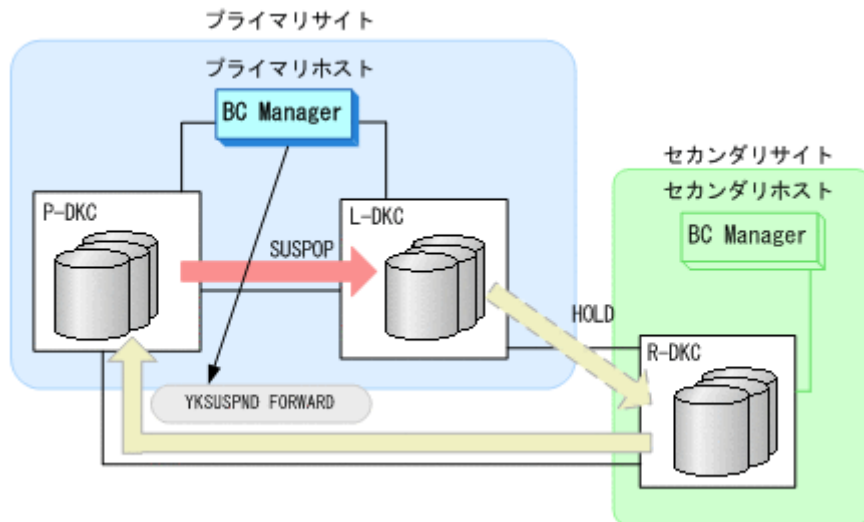 プライマリサイト
プライマリホスト
BC Manager
セカンダリサイト
セカンダリホスト
BC Manager
P-DKC
L-DKC
SUSPOP
HOLD
R-DKC
YKSUSPND FORWARD